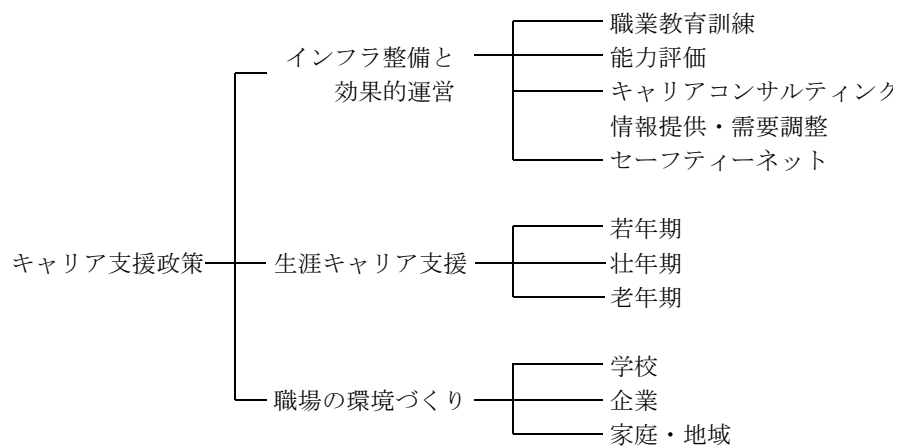 職業教育訓練
インフラ整備と
能力評価
効果的運営
キャリアコンサルティング
情報提供・需要調整
セーフティーネット
若年期
キャリア支援政策
生涯キャリア支援
壮年期
老年期
学校
職場の環境づくり
企業
家庭・地域